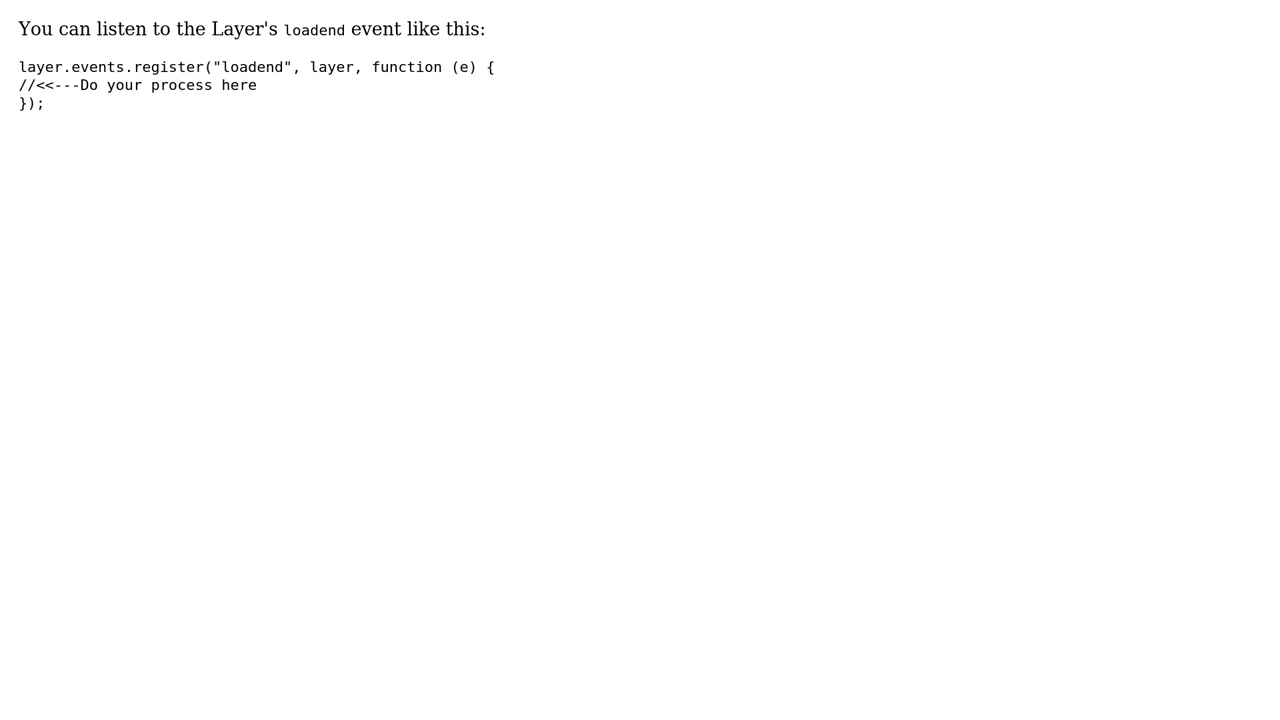 You can listen to the Layer's loadend event like this:
layer.events.register("loadend", layer, function (e) {
//<<---Do your process here
});